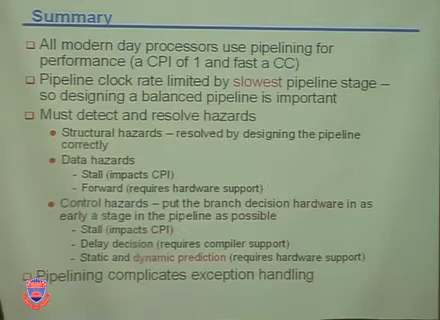 Summary
All modern day processors use pipelining for
performance (a CPI of 1 and fast a CC)
Pipeline clock rate limited by slowest pipeline stage –
so designing a balanced pipeline is important
Must detect and resolve hazards
Structural hazards – resolved by designing the pipeline
correctly
Data hazards
- Stall (impacts CPI)
- Forward (requires hardware support)
Control hazards – put the branch decision hardware in as
early a stage in the pipeline as possible
- Stall (impacts CPI)
- Delay decision (requires compiler support)
- Static and dynamic prediction (requires hardware support)
Pipelining complicates exception handling